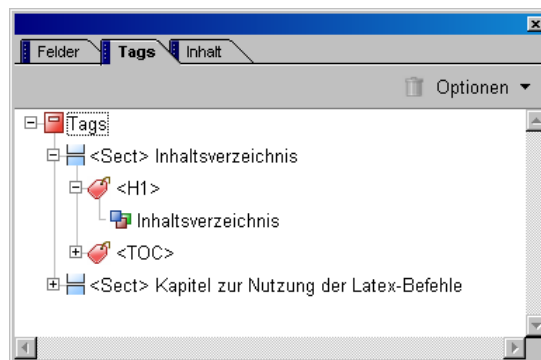 Felder Tags Inhalt
Optionen
Tags
<Sect> Inhaltsverzeichnis
<H1>
Inhaltsverzeichnis
<TOC>
<Sect> Kapitel zur Nutzung der Latex-Befehle